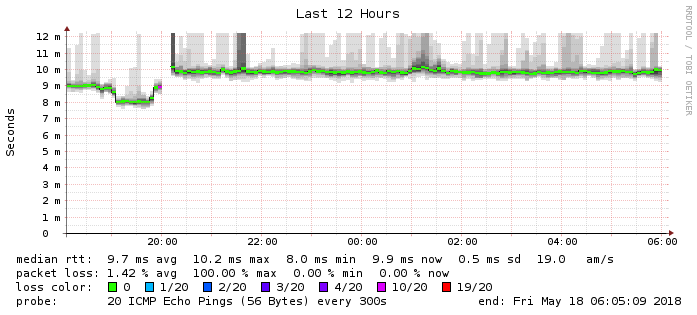 Last 12 Hours
RRDTOOL / TOBI OETIKER
Seconds
12 m
11 m
10 m
9 m
8 m
7 m
6 m
5 m
4 m
3 m
2 m
1 m
0
20:00 22:00 00:00 02:00 04:00 06:00
median rtt: 9.7 ms avg 10.2 ms max 8.0 ms min 9.9 ms now 0.5 ms sd 19.0 am/s
packet loss: 1.42 % avg 100.00 % max 0.00 % min 0.00 % now
loss color: 0 1/20 2/20 3/20 4/20 10/20 19/20
probe: 20 ICMP Echo Pings (56 Bytes) every 300s end: Fri May 18 06:05:09 2018